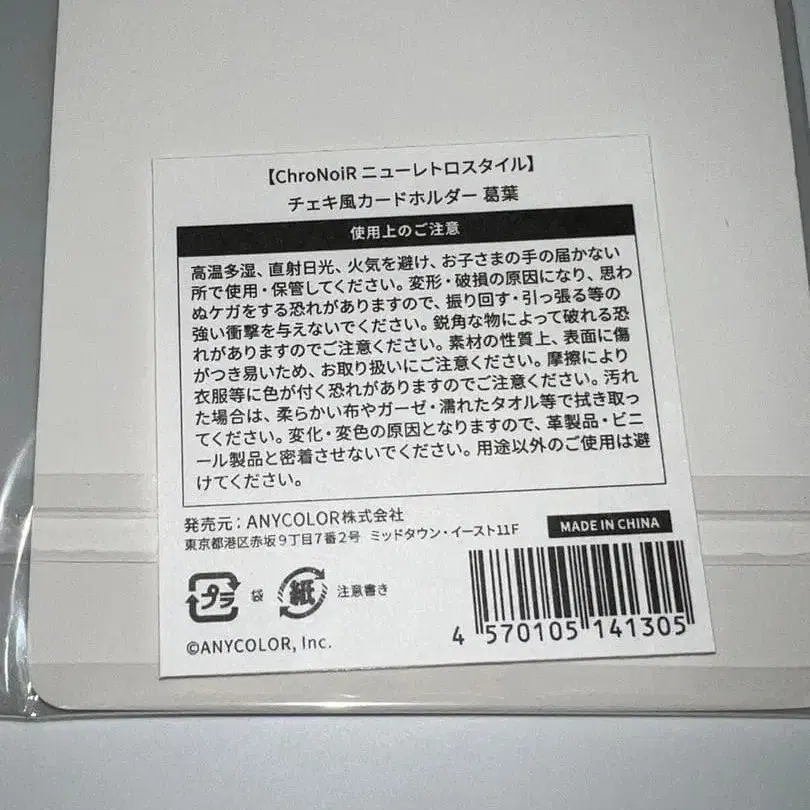 【ChroNoiR ニューレトロスタイル】
チェキ風カードホルダー 葛葉
使用上のご注意
高温多湿、直射日光、火気を避け、お子さまの手の届かない
所で使用・保管してください。変形・破損の原因になり、思わ
ぬケガをする恐れがありますので、振り回す・引っ張る等の
強い衝撃を与えないでください。鋭角な物によって破れる恐
れがありますのでご注意ください。素材の性質上、表面に傷
がつき易いため、お取り扱いにご注意ください。摩擦により
衣服等に色が付く恐れがありますのでご注意ください。汚れ
た場合は、柔らかい布やガーゼ・濡れたタオル等で拭き取っ
てください。変化・変色の原因となりますので、革製品・ビニ
ール製品と密着させないでください。用途以外のご使用は避
けてください。
発売元：ANYCOLOR株式会社
東京都港区赤坂9丁目7番2号 ミッドタウン・イースト11F
MADE IN CHINA
プラ 袋 紙 注意書き
©ANYCOLOR, Inc.
4 570105 141305